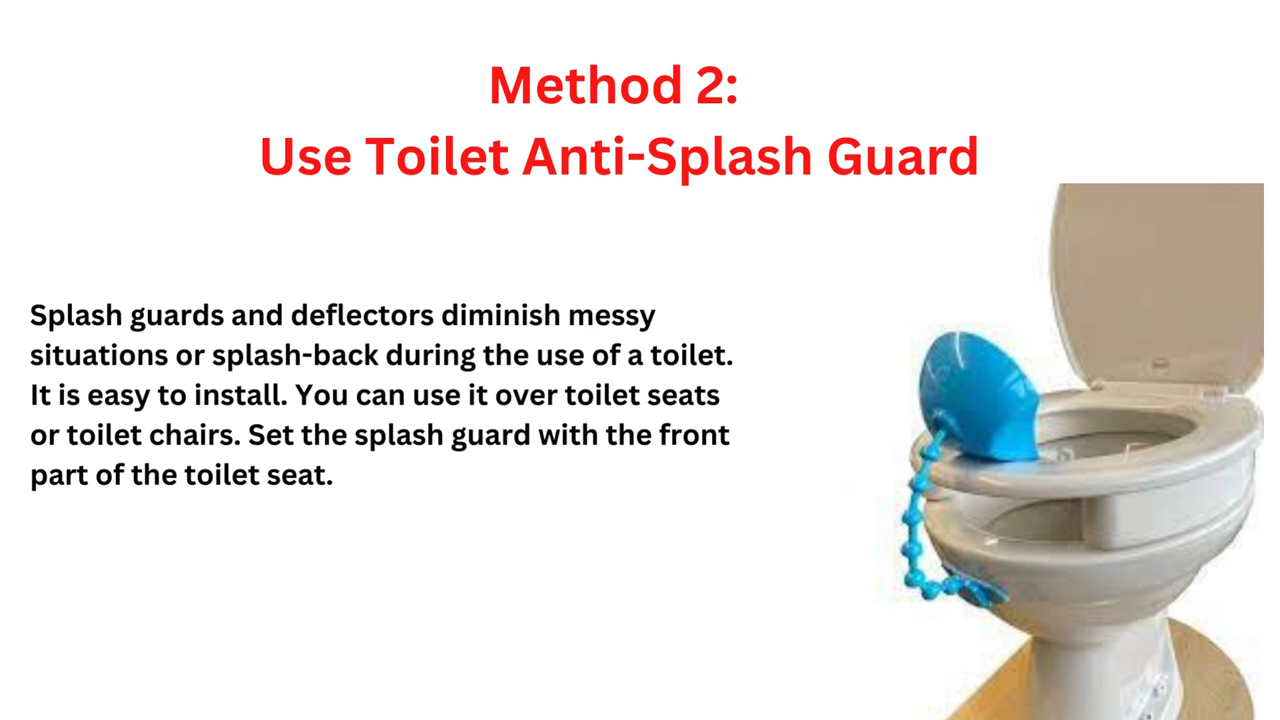 Method 2:
Use Toilet Anti-Splash Guard
Splash guards and deflectors diminish messy
situations or splash-back during the use of a toilet.
It is easy to install. You can use it over toilet seats
or toilet chairs. Set the splash guard with the front
part of the toilet seat.